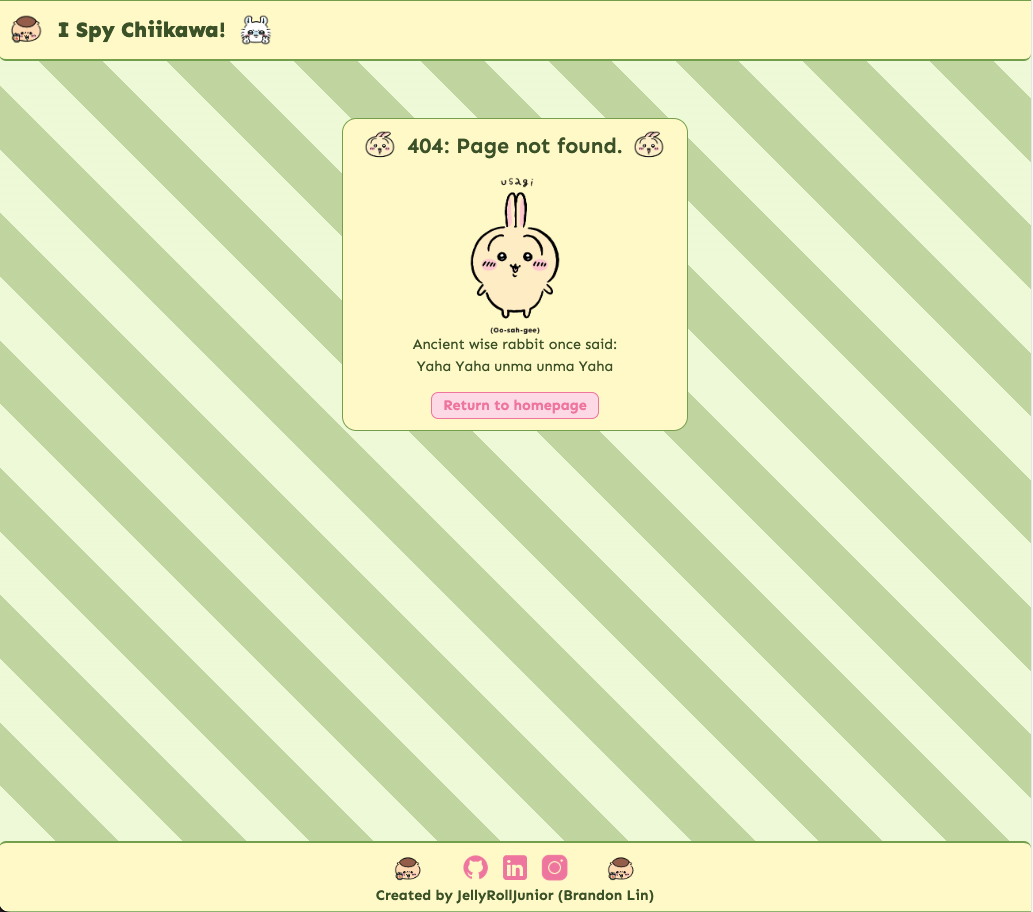 I Spy Chiikawa!
404: Page not found.
usagi
(Oo-sah-gee)
Ancient wise rabbit once said:
Yaha Yaha unma unma Yaha
Return to homepage
in
Created by JellyRollJunior (Brandon Lin)